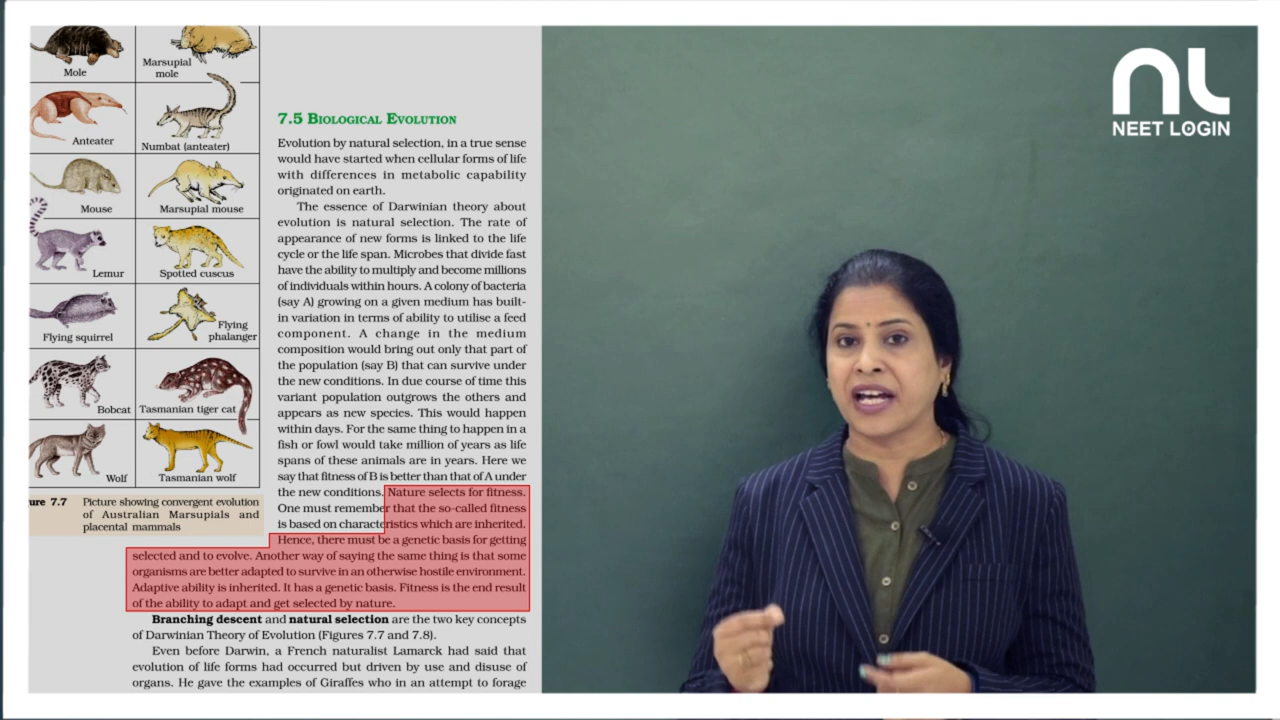 Mole
Marsupial
mole
Anteater
Numbat (anteater)
Mouse
Marsupial mouse
Lemur
Spotted cuscus
Flying squirrel
Flying
phalanger
Bobcat
Tasmanian tiger cat
Wolf
Tasmanian wolf
ure 7.7 Picture showing convergent evolution
of Australian Marsupials and
placental mammals
7.5 BIOLOGICAL EVOLUTION
Evolution by natural selection, in a true sense
would have started when cellular forms of life
with differences in metabolic capability
originated on earth.
The essence of Darwinian theory about
evolution is natural selection. The rate of
appearance of new forms is linked to the life
cycle or the life span. Microbes that divide fast
have the ability to multiply and become millions
of individuals within hours. A colony of bacteria
(say A) growing on a given medium has built-
in variation in terms of ability to utilise a feed
component. A change in the medium
composition would bring out only that part of
the population (say B) that can survive under
the new conditions. In due course of time this
variant population outgrows the others and
appears as new species. This would happen
within days. For the same thing to happen in a
fish or fowl would take million of years as life
spans of these animals are in years. Here we
say that fitness of B is better than that of A under
the new conditions. Nature selects for fitness.
One must remember that the so-called fitness
is based on characteristics which are inherited.
Hence, there must be a genetic basis for getting
selected and to evolve. Another way of saying the same thing is that some
organisms are better adapted to survive in an otherwise hostile environment.
Adaptive ability is inherited. It has a genetic basis. Fitness is the end result
of the ability to adapt and get selected by nature.
Branching descent and natural selection are the two key concepts
of Darwinian Theory of Evolution (Figures 7.7 and 7.8).
Even before Darwin, a French naturalist Lamarck had said that
evolution of life forms had occurred but driven by use and disuse of
organs. He gave the examples of Giraffes who in an attempt to forage
NL
NEET LOGIN